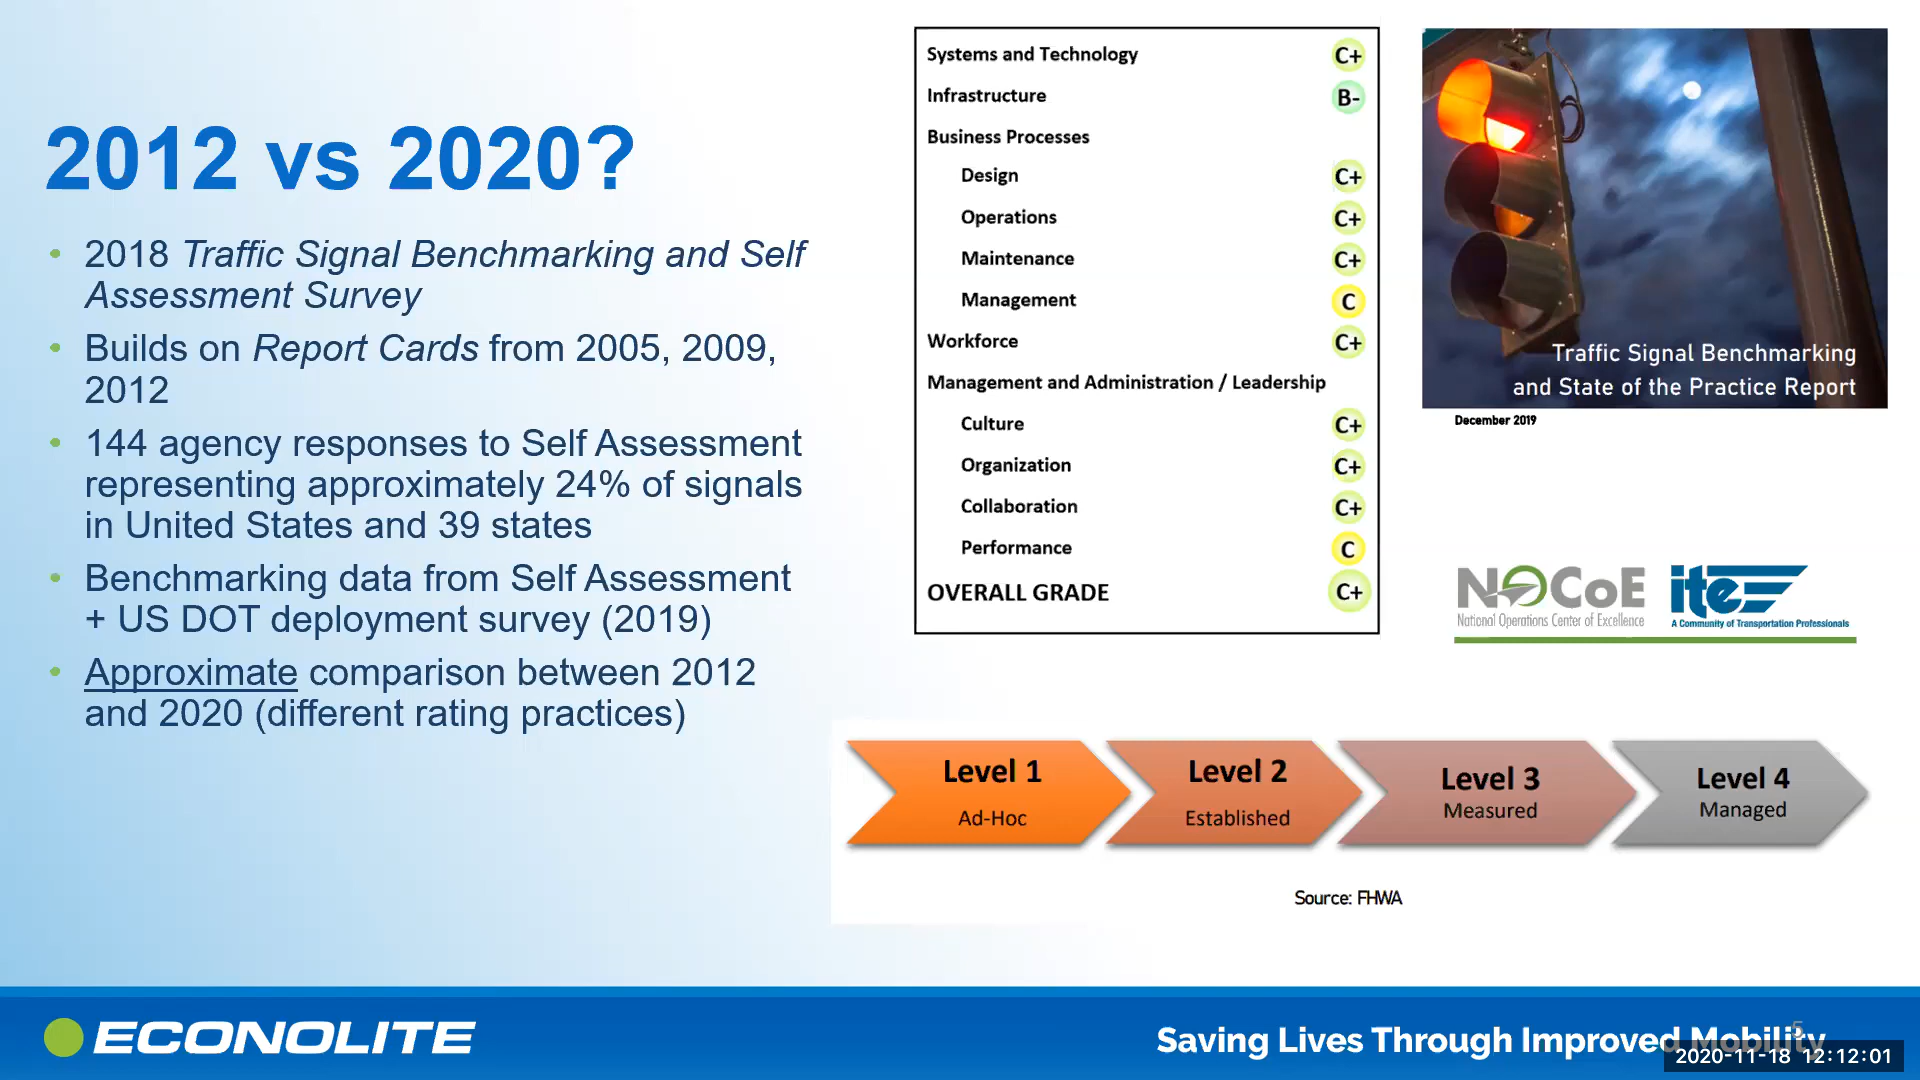 2012 vs 2020?
• 2018 Traffic Signal Benchmarking and Self
Assessment Survey
• Builds on Report Cards from 2005, 2009,
2012
• 144 agency responses to Self Assessment
representing approximately 24% of signals
in United States and 39 states
• Benchmarking data from Self Assessment
+ US DOT deployment survey (2019)
• Approximate comparison between 2012
and 2020 (different rating practices)
Systems and Technology C+
Infrastructure B-
Business Processes
Design C+
Operations C+
Maintenance C+
Management C
Workforce C+
Management and Administration / Leadership
Culture C+
Organization C+
Collaboration C+
Performance C
OVERALL GRADE C+
Traffic Signal Benchmarking
and State of the Practice Report
December 2019
NOCoE
National Operations Center of Excellence
ite
A Community of Transportation Professionals
Level 1
Ad-Hoc
Level 2
Established
Level 3
Measured
Level 4
Managed
Source: FHWA
ECONOLITE
Saving Lives Through Improved Mobility
5
2020-11-18 12:12:01